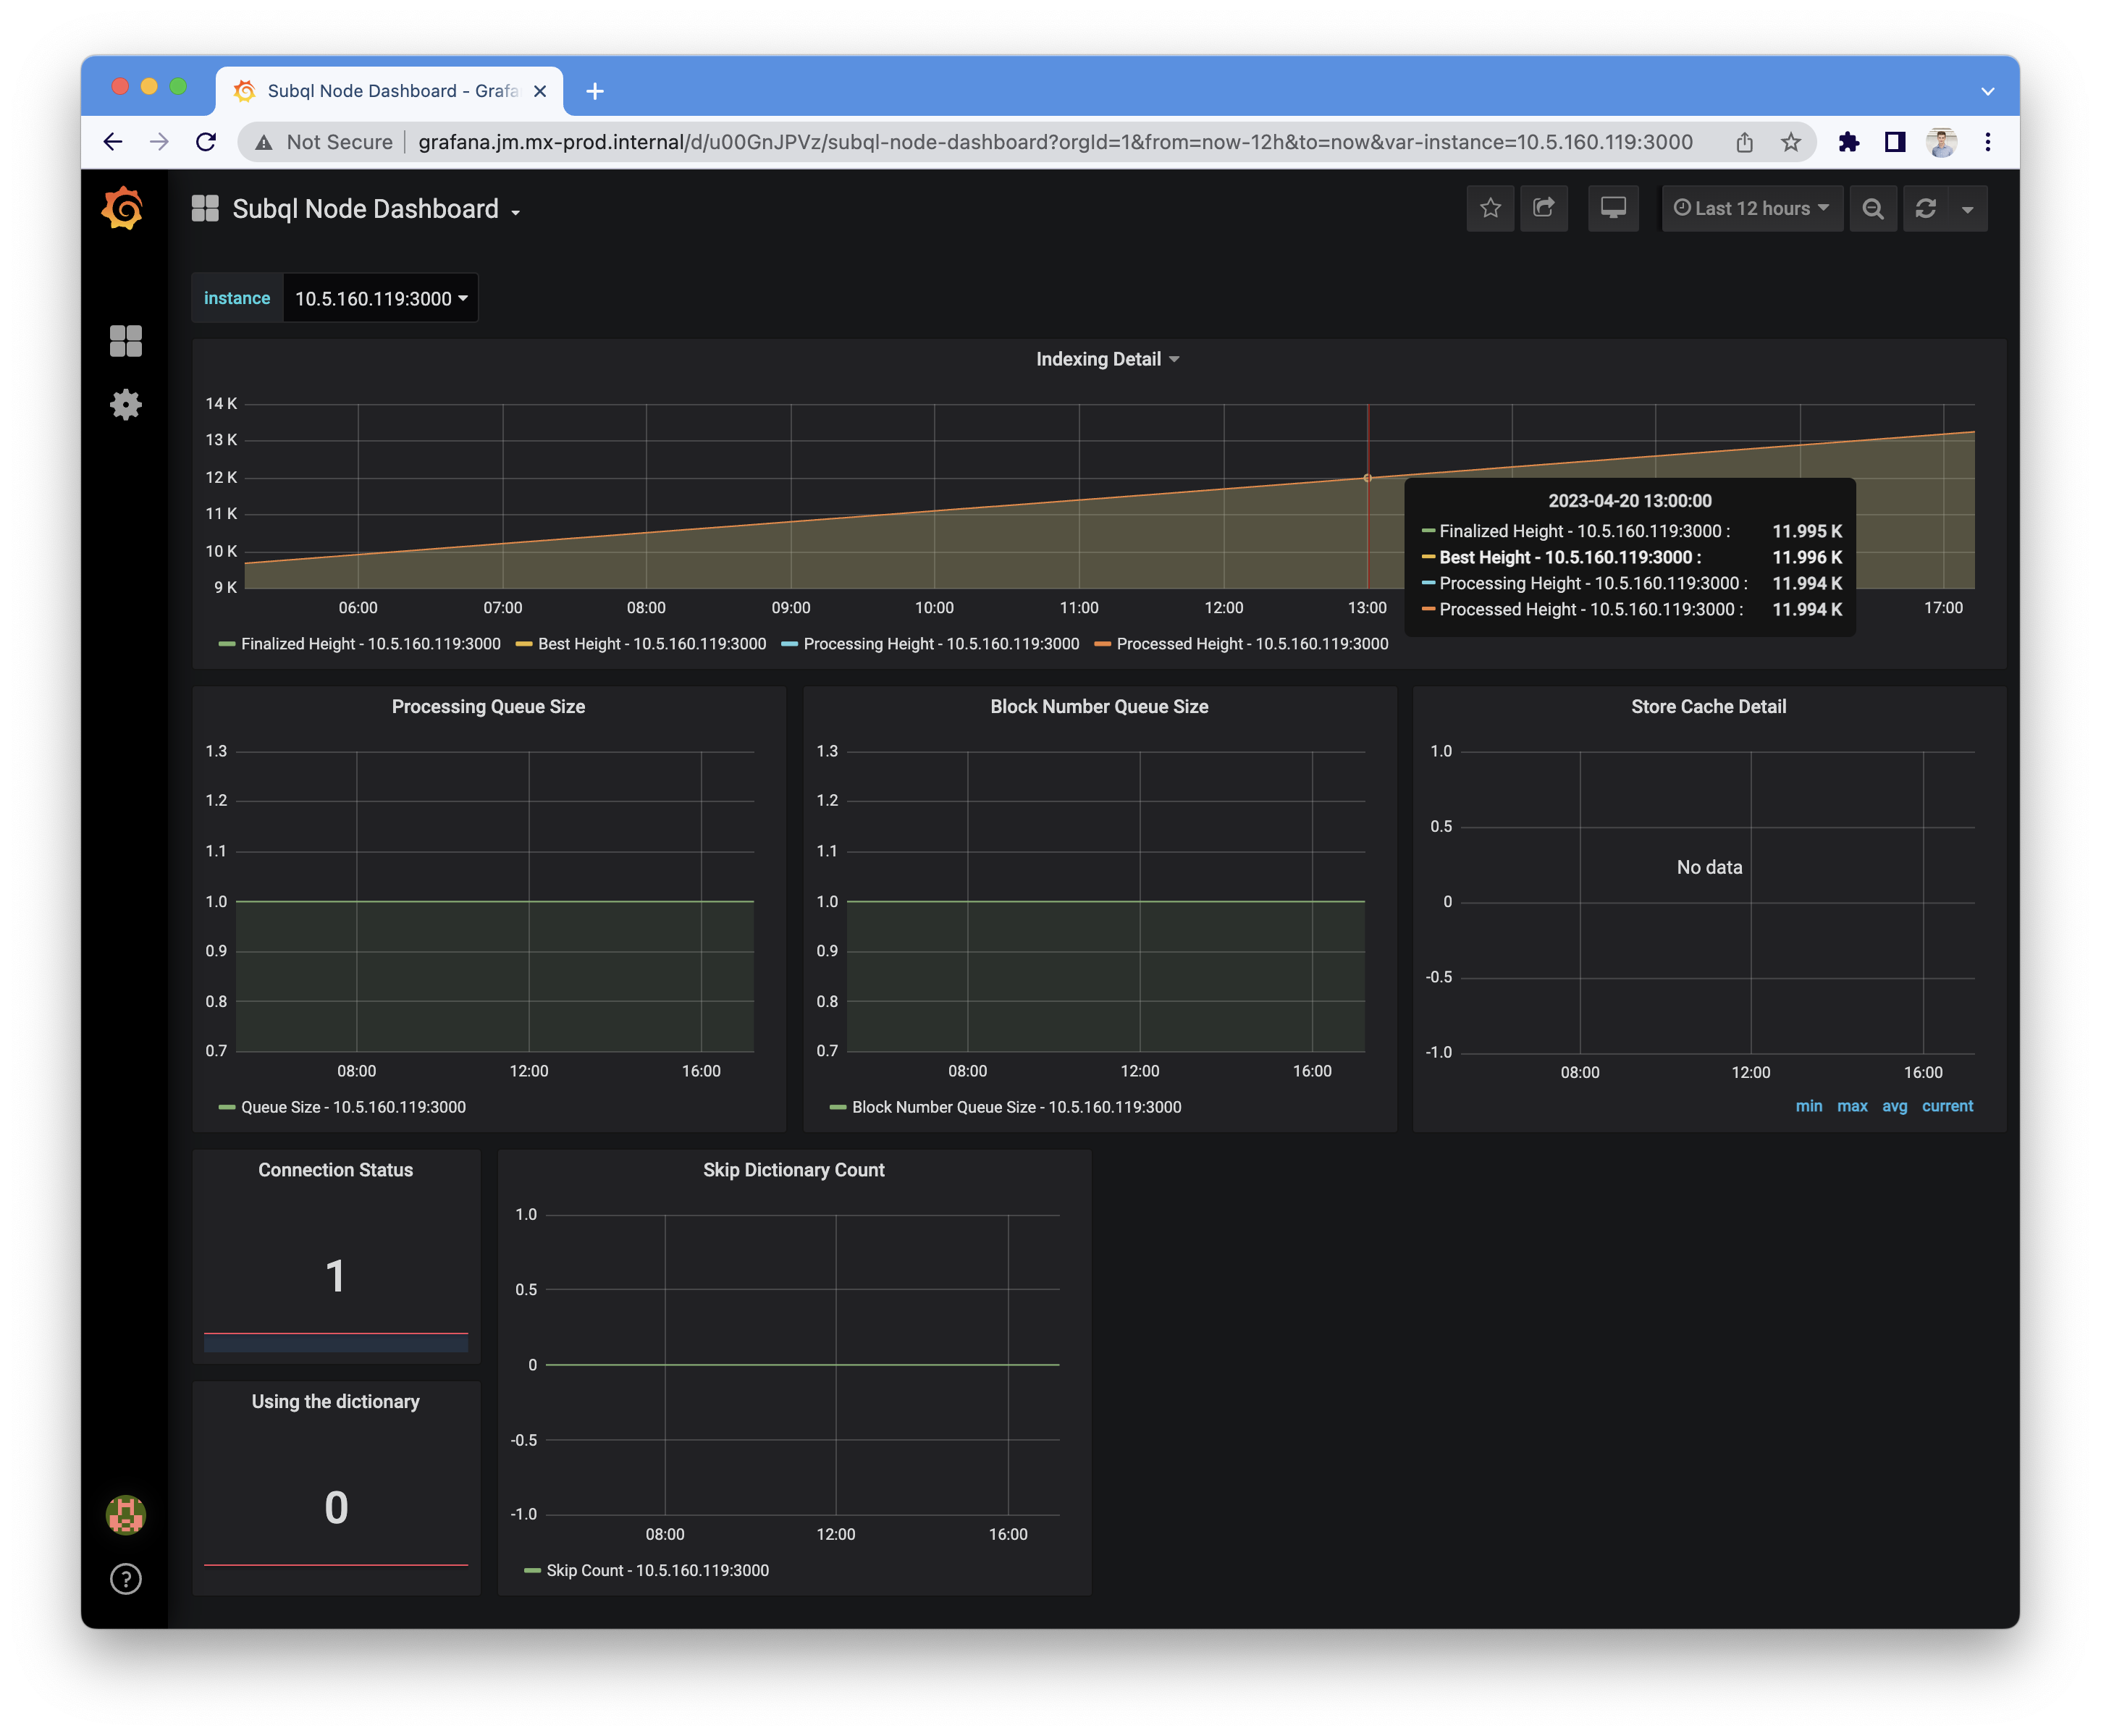 Subql Node Dashboard - Grafa
Not Secure
grafana.jm.mx-prod.internal/d/u00GnJPVz/subql-node-dashboard?orgId=1&from=now-12h&to=now&var-instance=10.5.160.119:3000
Subql Node Dashboard
Last 12 hours
instance 10.5.160.119:3000
Indexing Detail
14 K
13 K
12 K
11 K
10 K
9 K
06:00 07:00 08:00 09:00 10:00 11:00 12:00 13:00 17:00
2023-04-20 13:00:00
Finalized Height - 10.5.160.119:3000 : 11.995 K
Best Height - 10.5.160.119:3000 : 11.996 K
Processing Height - 10.5.160.119:3000 : 11.994 K
Processed Height - 10.5.160.119:3000 : 11.994 K
Finalized Height - 10.5.160.119:3000 Best Height - 10.5.160.119:3000 Processing Height - 10.5.160.119:3000 Processed Height - 10.5.160.119:3000
Processing Queue Size
1.3
1.2
1.1
1.0
0.9
0.8
0.7
08:00 12:00 16:00
Queue Size - 10.5.160.119:3000
Block Number Queue Size
1.3
1.2
1.1
1.0
0.9
0.8
0.7
08:00 12:00 16:00
Block Number Queue Size - 10.5.160.119:3000
Store Cache Detail
1.0
0.5
No data
0
-0.5
-1.0
08:00 12:00 16:00
min max avg current
Connection Status
1
Using the dictionary
0
Skip Dictionary Count
1.0
0.5
0
-0.5
-1.0
08:00 12:00 16:00
Skip Count - 10.5.160.119:3000